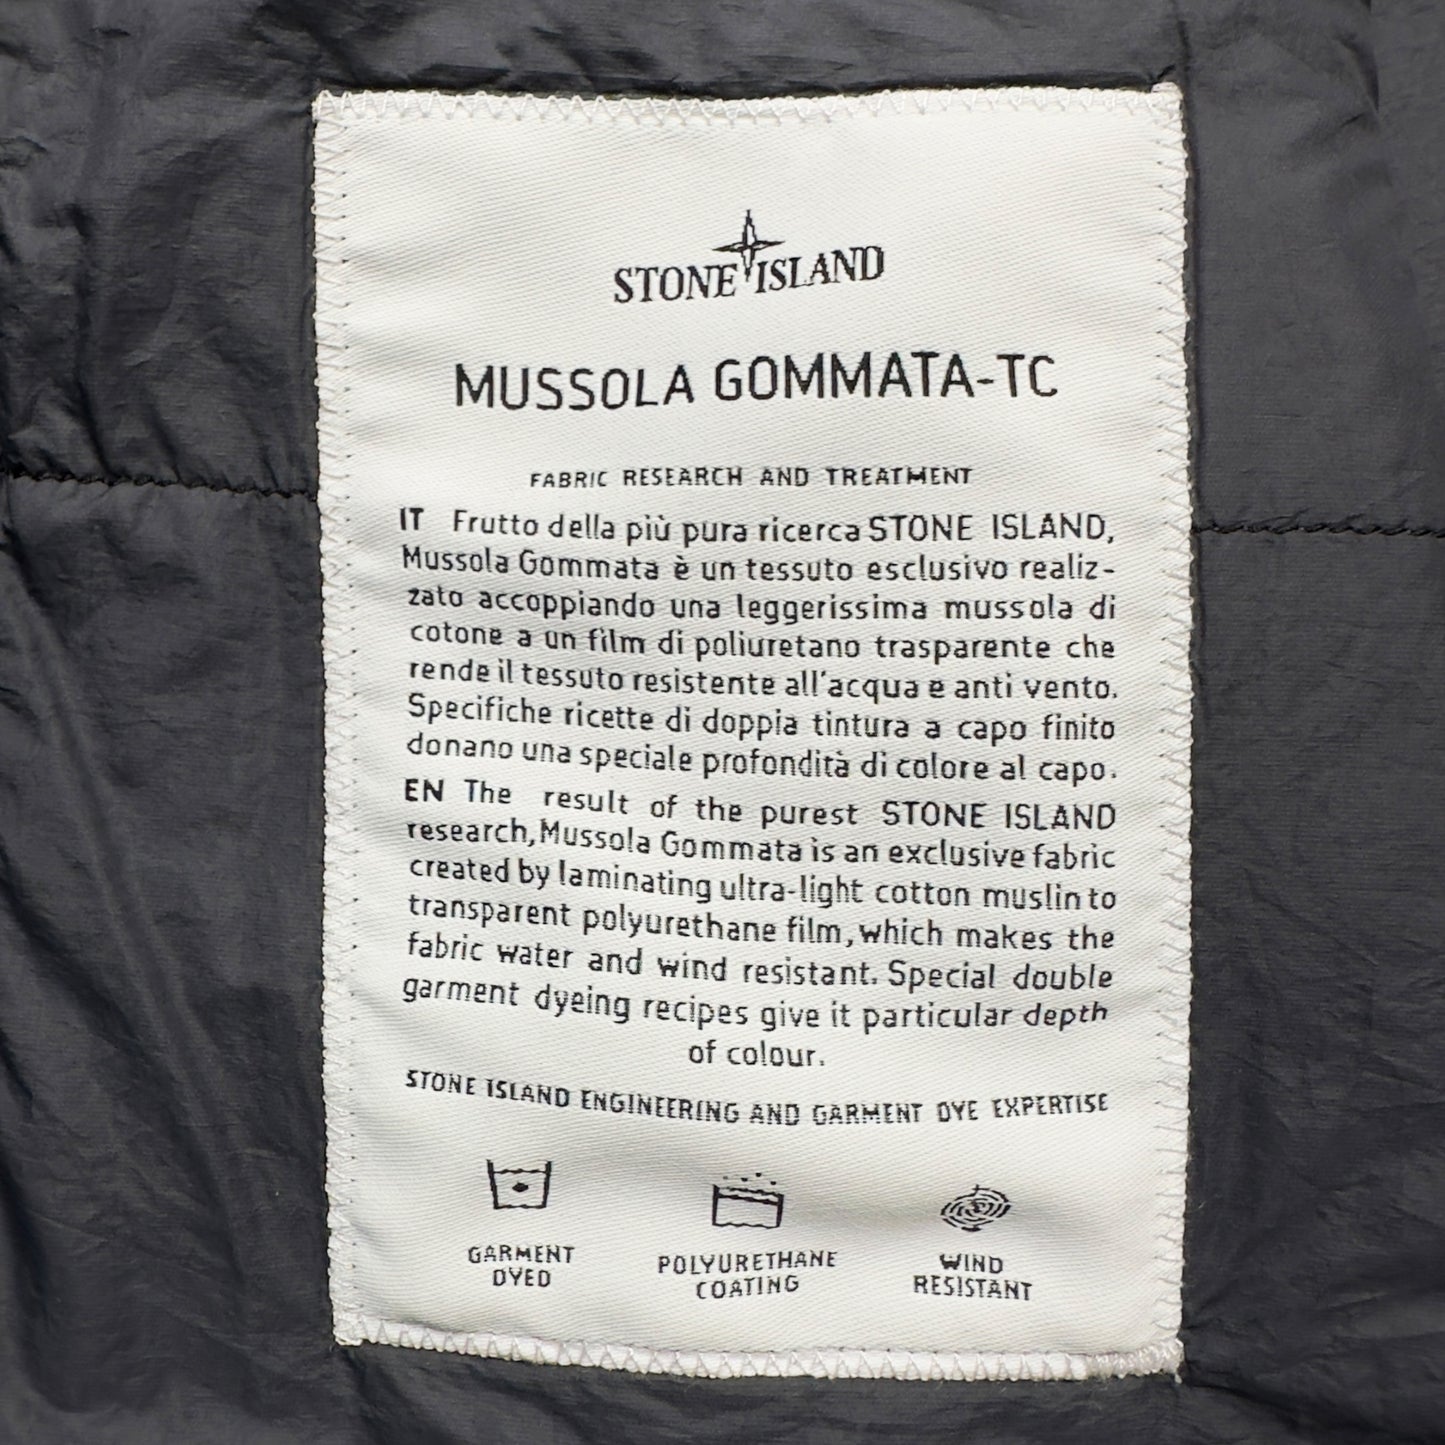 STONE ISLAND
MUSSOLA GOMMATA-TC
FABRIC RESEARCH AND TREATMENT
IT Frutto della più pura ricerca STONE ISLAND,
Mussola Gommata è un tessuto esclusivo realiz-
zato accoppiando una leggerissima mussola di
cotone a un film di poliuretano trasparente che
rende il tessuto resistente all'acqua e anti vento.
Specifiche ricette di doppia tintura a capo finito
donano una speciale profondità di colore al capo.
EN The result of the purest STONE ISLAND
research, Mussola Gommata is an exclusive fabric
created by laminating ultra-light cotton muslin to
transparent polyurethane film, which makes the
fabric water and wind resistant. Special double
garment dyeing recipes give it particular depth
of colour.
STONE ISLAND ENGINEERING AND GARMENT DYE EXPERTISE
GARMENT
DYED
POLYURETHANE
COATING
WIND
RESISTANT